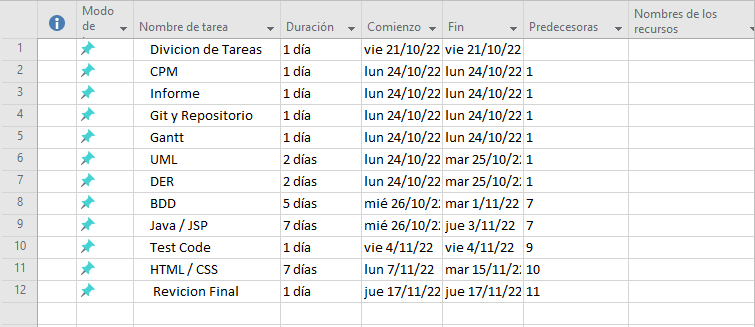 Modo de Nombre de tarea Duración Comienzo Fin Predecesoras Nombres de los recursos
1 Divicion de Tareas 1 día vie 21/10/22 vie 21/10/22
2 CPM 1 día lun 24/10/22 lun 24/10/22 1
3 Informe 1 día lun 24/10/22 lun 24/10/22 1
4 Git y Repositorio 1 día lun 24/10/22 lun 24/10/22 1
5 Gantt 1 día lun 24/10/22 lun 24/10/22 1
6 UML 2 días lun 24/10/22 mar 25/10/22 1
7 DER 2 días lun 24/10/22 mar 25/10/22 1
8 BDD 5 días mié 26/10/22 mar 1/11/22 7
9 Java / JSP 7 días mié 26/10/22 jue 3/11/22 7
10 Test Code 1 día vie 4/11/22 vie 4/11/22 9
11 HTML / CSS 7 días lun 7/11/22 mar 15/11/22 10
12 Revicion Final 1 día jue 17/11/22 jue 17/11/22 11